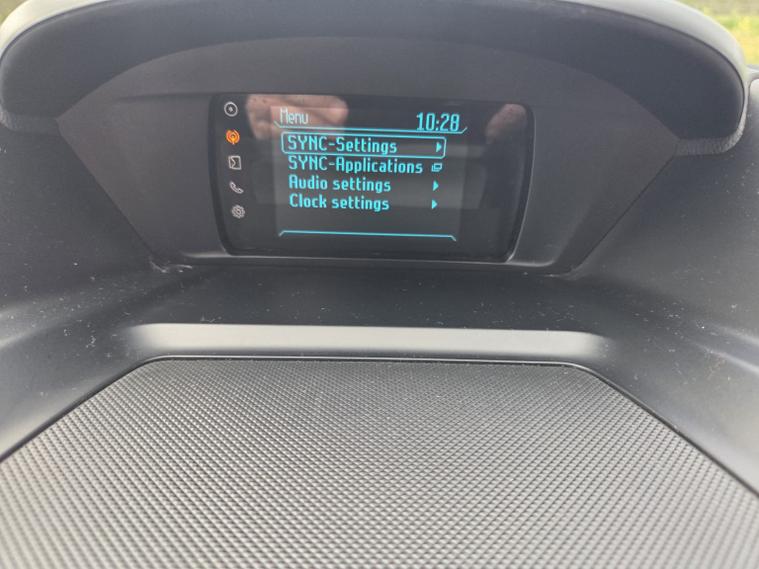 Menu
10:28
SYNC-Settings
SYNC-Applications
Audio settings
Clock settings